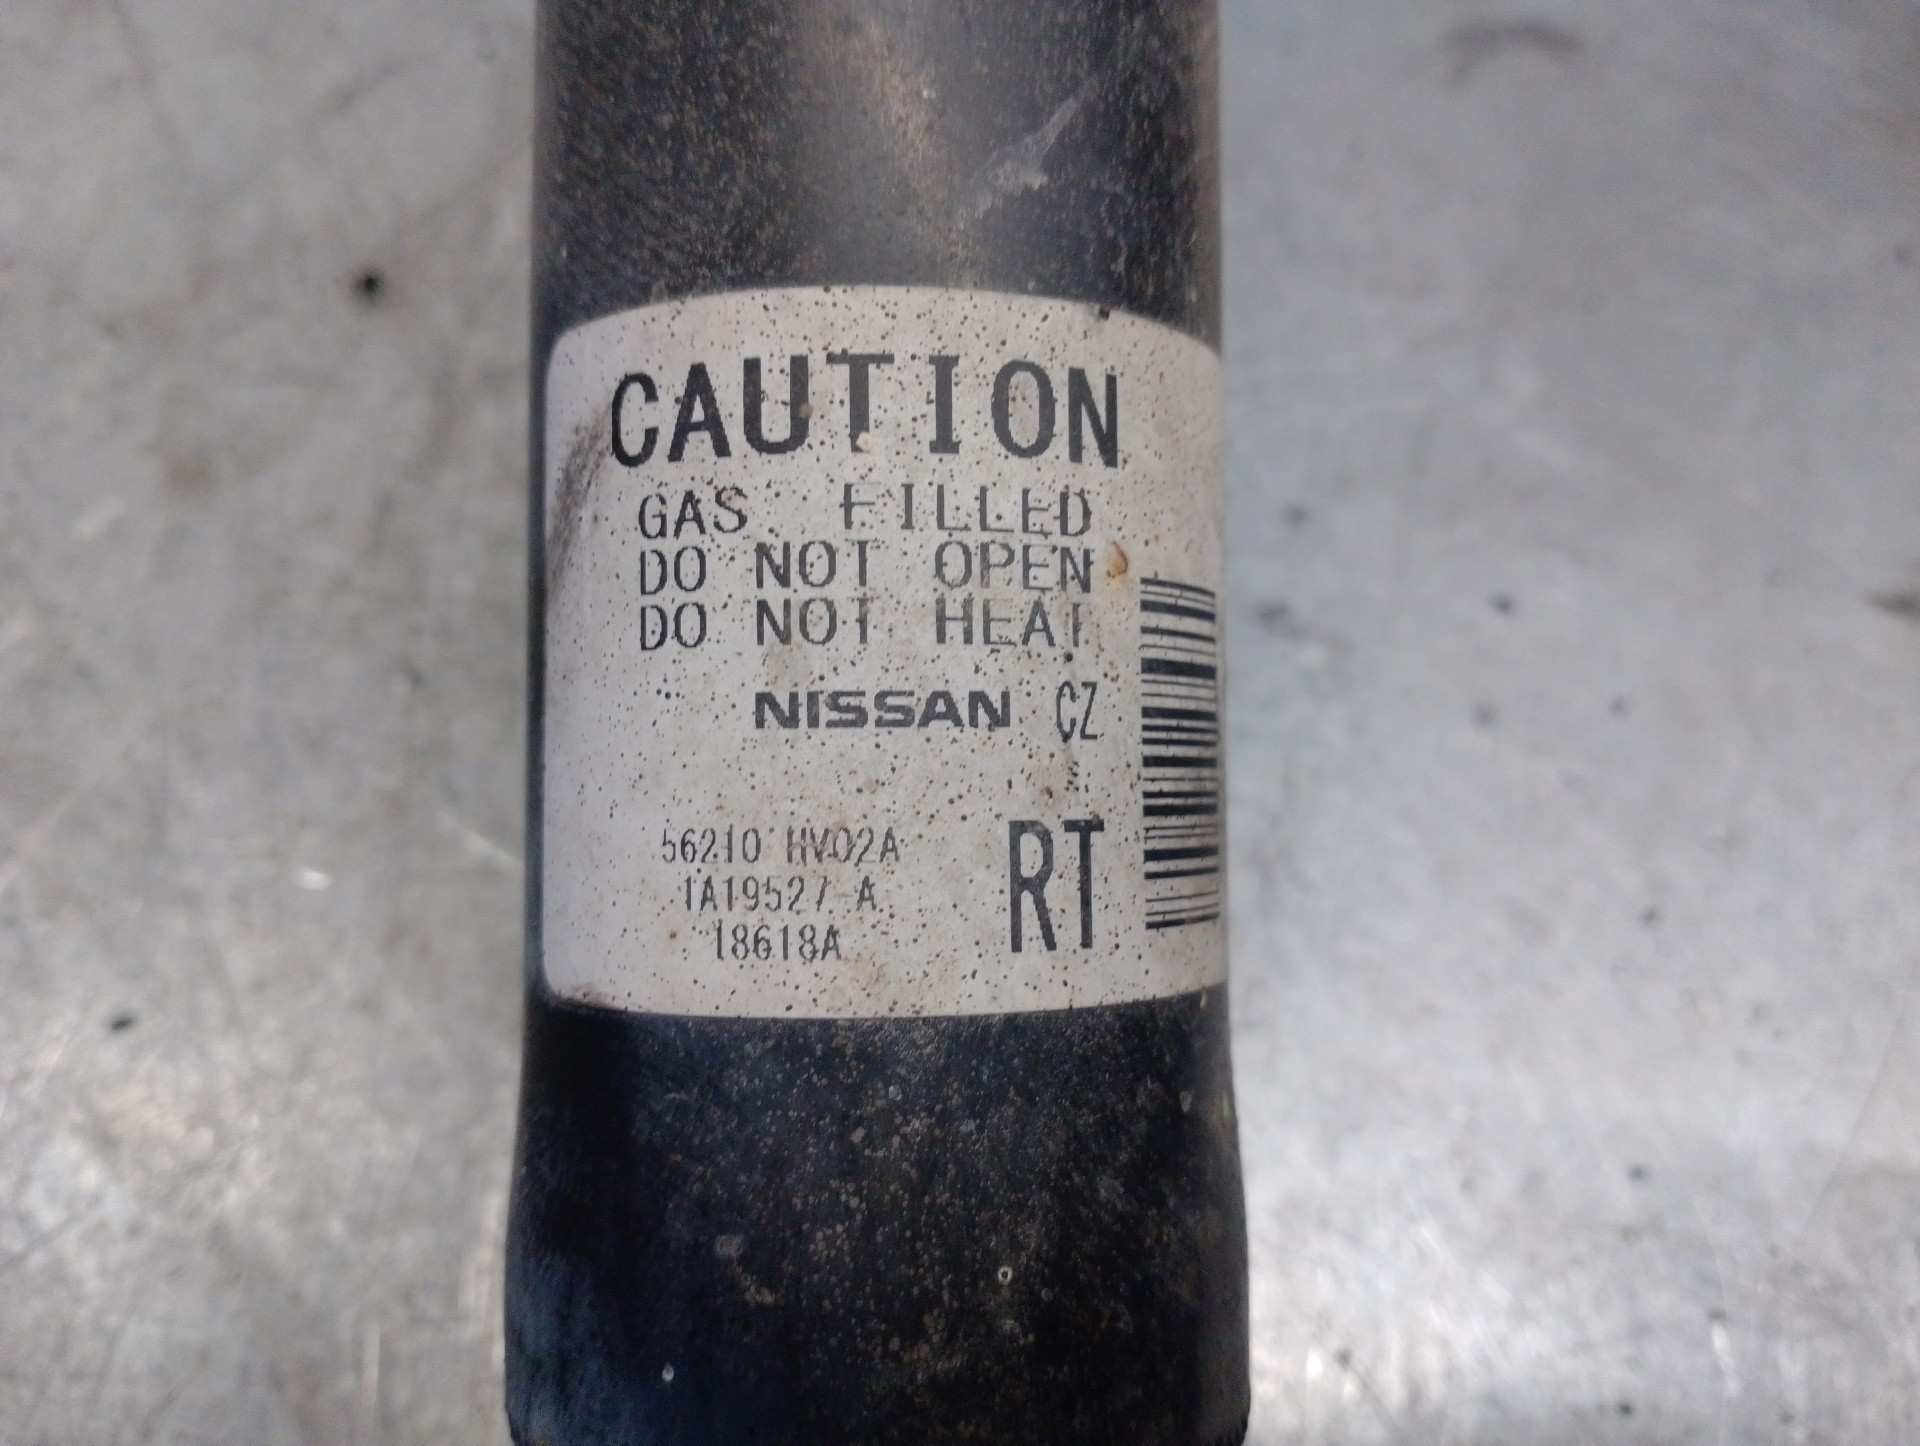 CAUTION
GAS FILLED
DO NOT OPEN
DO NOT HEAT
NISSAN CZ
56210 HV02A
1A19527 A
18618A
RT